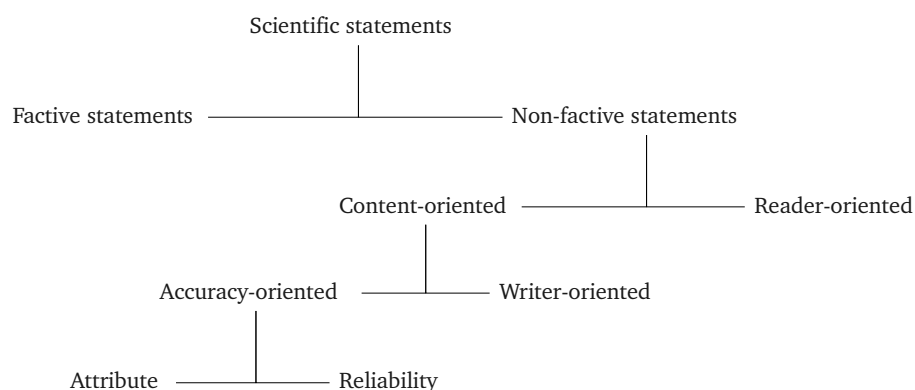 Scientific statements
Factive statements Non-factive statements
Content-oriented Reader-oriented
Accuracy-oriented Writer-oriented
Attribute Reliability